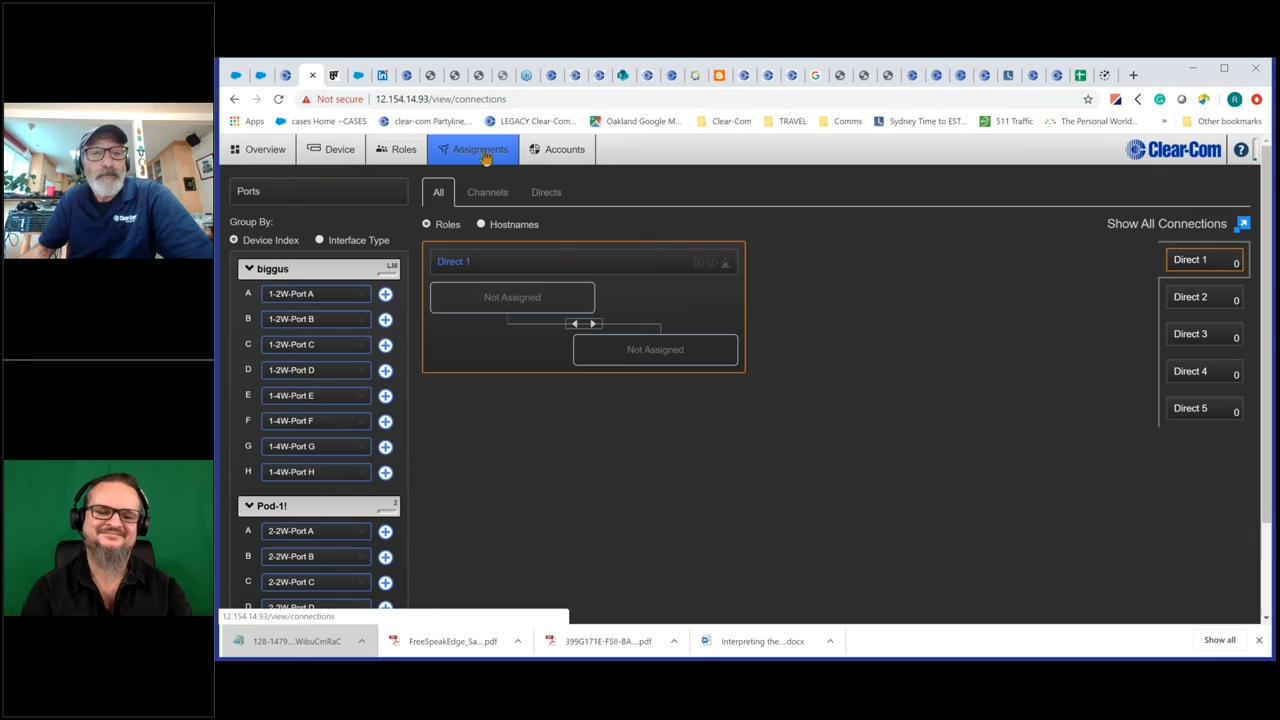 Not secure
12.154.14.93/view/connections
Apps
cases Home ~CASES
clear-com Partyline,...
LEGACY Clear-Com...
Oakland Google M...
Clear-Com
TRAVEL
Comms
Sydney Time to EST...
511 Traffic
The Personal World...
»
Other bookmarks
Overview
Device
Roles
Assignments
Accounts
Clear-Com
?
Ports
All
Channels
Directs
Group By:
Roles
Hostnames
Show All Connections
Device Index
Interface Type
biggus
LM
A
1-2W-Port A
B
1-2W-Port B
C
1-2W-Port C
D
1-2W-Port D
E
1-4W-Port E
F
1-4W-Port F
G
1-4W-Port G
H
1-4W-Port H
Pod-1!
2
A
2-2W-Port A
B
2-2W-Port B
C
2-2W-Port C
D
2-2W-Port D
Direct 1
Not Assigned
Not Assigned
Direct 1
0
Direct 2
0
Direct 3
0
Direct 4
0
Direct 5
0
12.154.14.93/view/connections
128-1479....WibuCmRaC
FreeSpeakEdge_Sa....pdf
399G171E-FSII-BA....pdf
Interpreting the....docx
Show all
Clear-Com